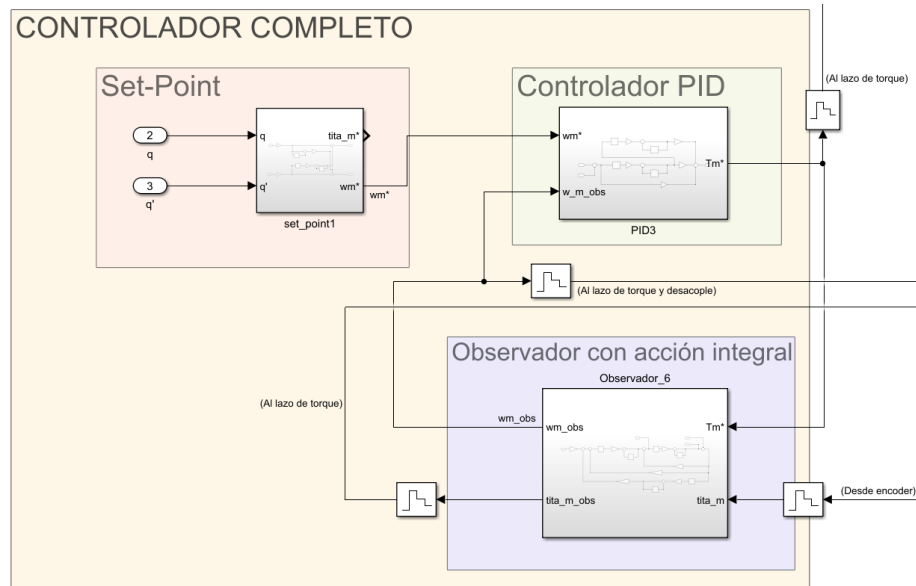 CONTROLADOR COMPLETO
Set-Point
2
q
3
q'
q
q'
tita_m*
wm*
set_point1
wm*
Controlador PID
wm*
w_m_obs
Tm*
PID3
(Al lazo de torque)
(Al lazo de torque y desacople)
(Al lazo de torque)
Observador con acción integral
Observador_6
wm_obs
wm_obs
Tm*
tita_m_obs
tita_m
(Desde encoder)